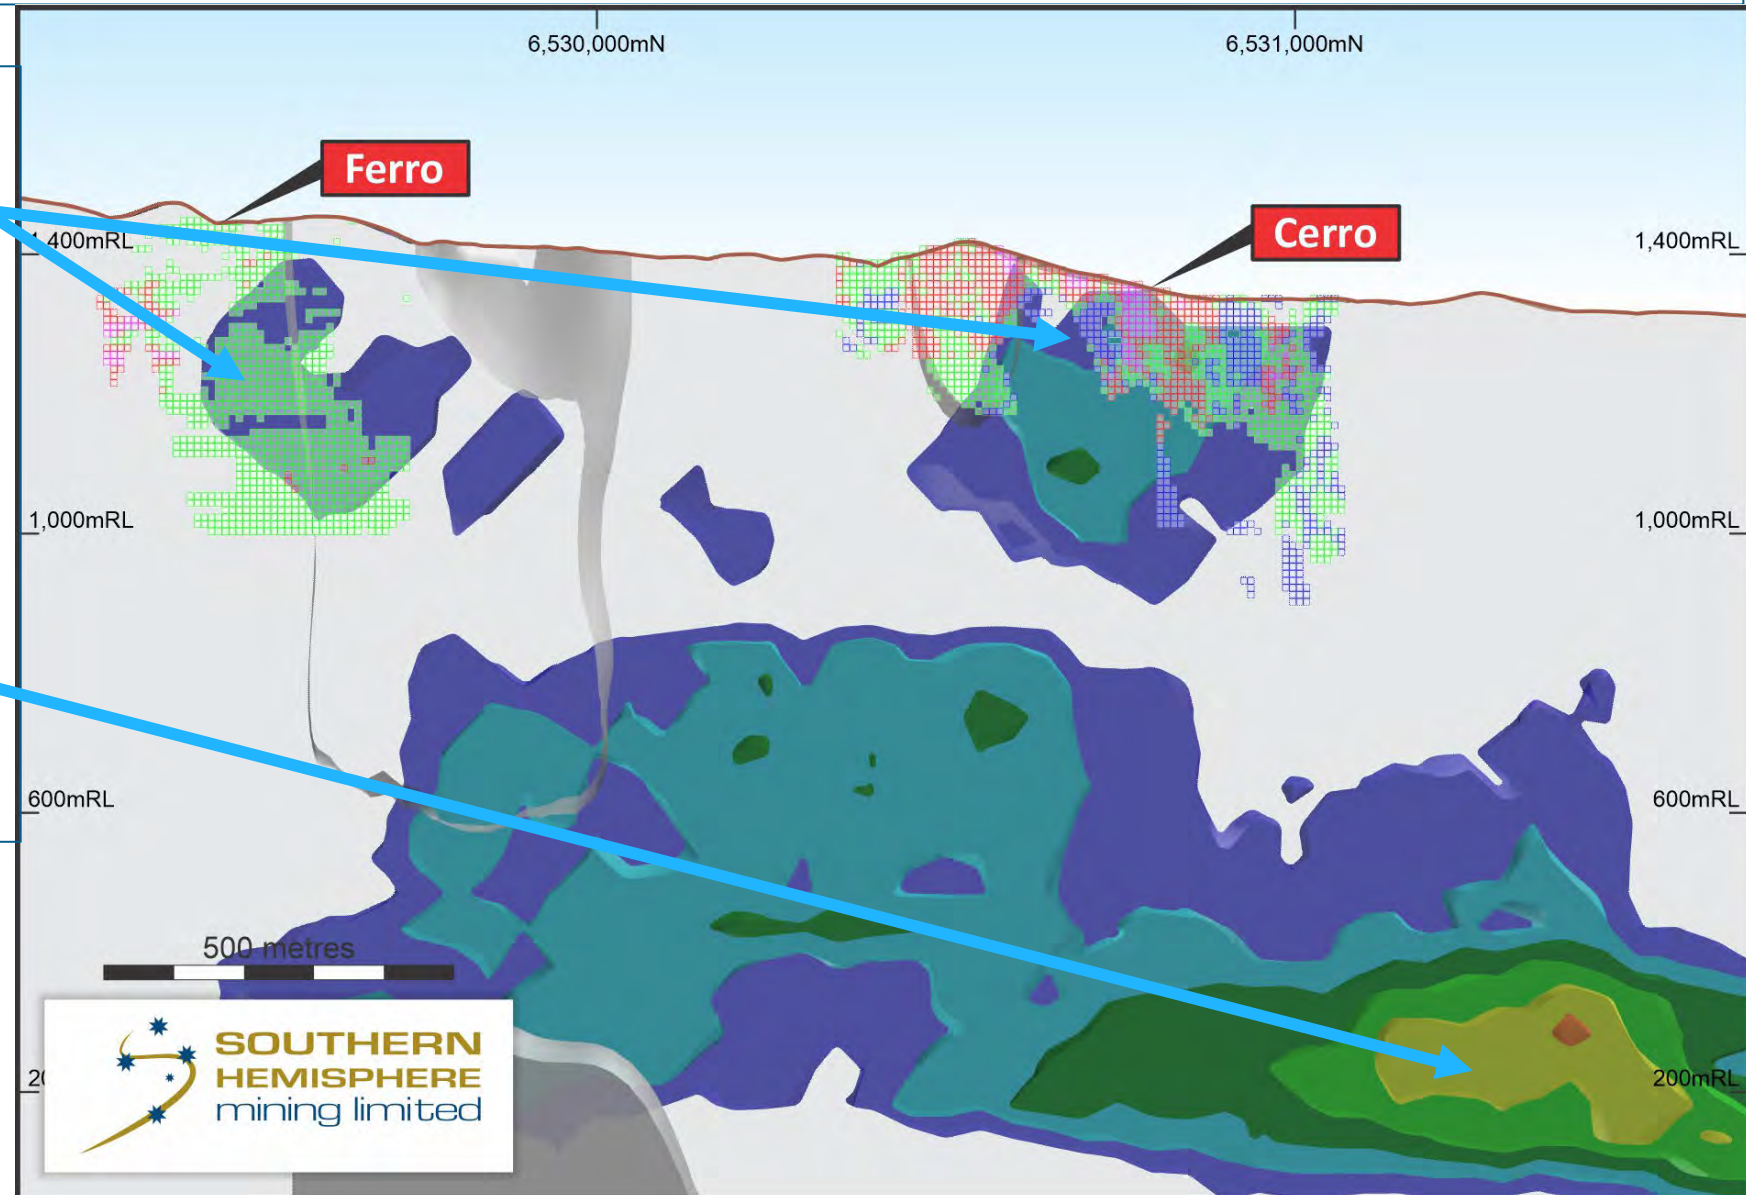 6,530,000mN
6,531,000mN
Ferro
Cerro
1,400mRL
1,400mRL
1,000mRL
1,000mRL
600mRL
600mRL
500 metres
200mRL
SOUTHERN
HEMISPHERE
mining limited